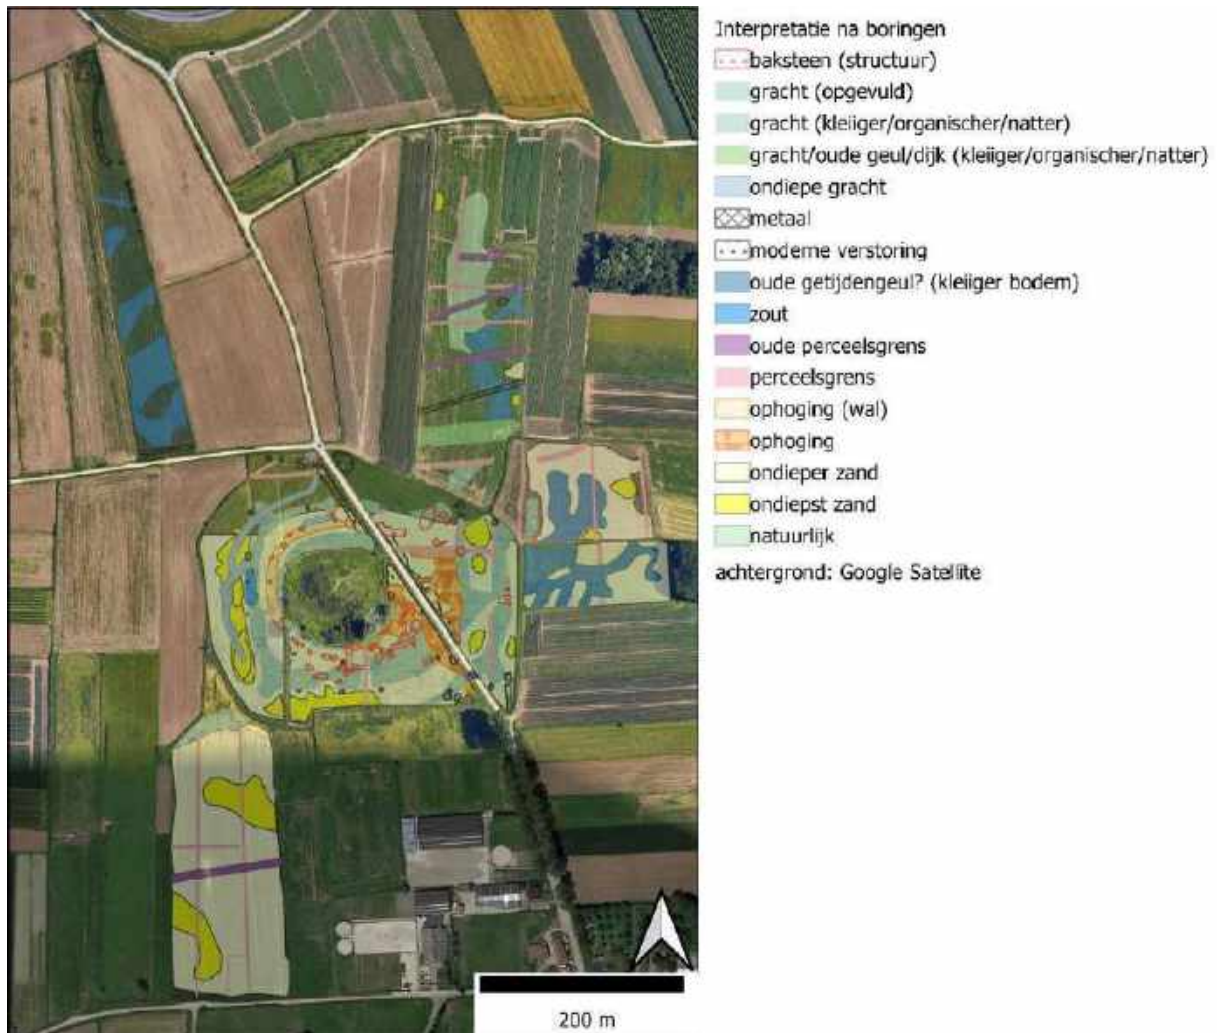 Interpretatie na boringen
baksteen (structuur)
gracht (opgevuld)
gracht (kleiiger/organischer/natter)
gracht/oude geul/dijk (kleiiger/organischer/natter)
ondiepe gracht
metaal
moderne verstoring
oude getijdengeul? (kleiiger bodem)
zout
oude perceelsgrens
perceelsgrens
ophoging (wal)
ophoging
ondieper zand
ondiepst zand
natuurlijk
achtergrond: Google Satellite
200 m